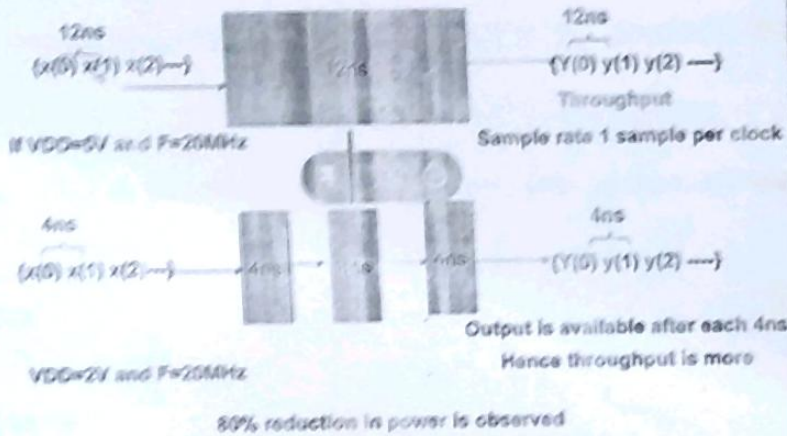 12ns
12ns
{x(0) x(1) x(2)----}
12ns
{Y(0) y(1) y(2) ----}
Throughput
If VDD=5V and F=20MHz
Sample rate 1 sample per clock
4ns
4ns
{x(0) x(1) x(2)----}
4ns
4ns
{Y(0) y(1) y(2) ----}
Output is available after each 4ns
Hence throughput is more
VDD=2V and F=20MHz
80% reduction in power is observed